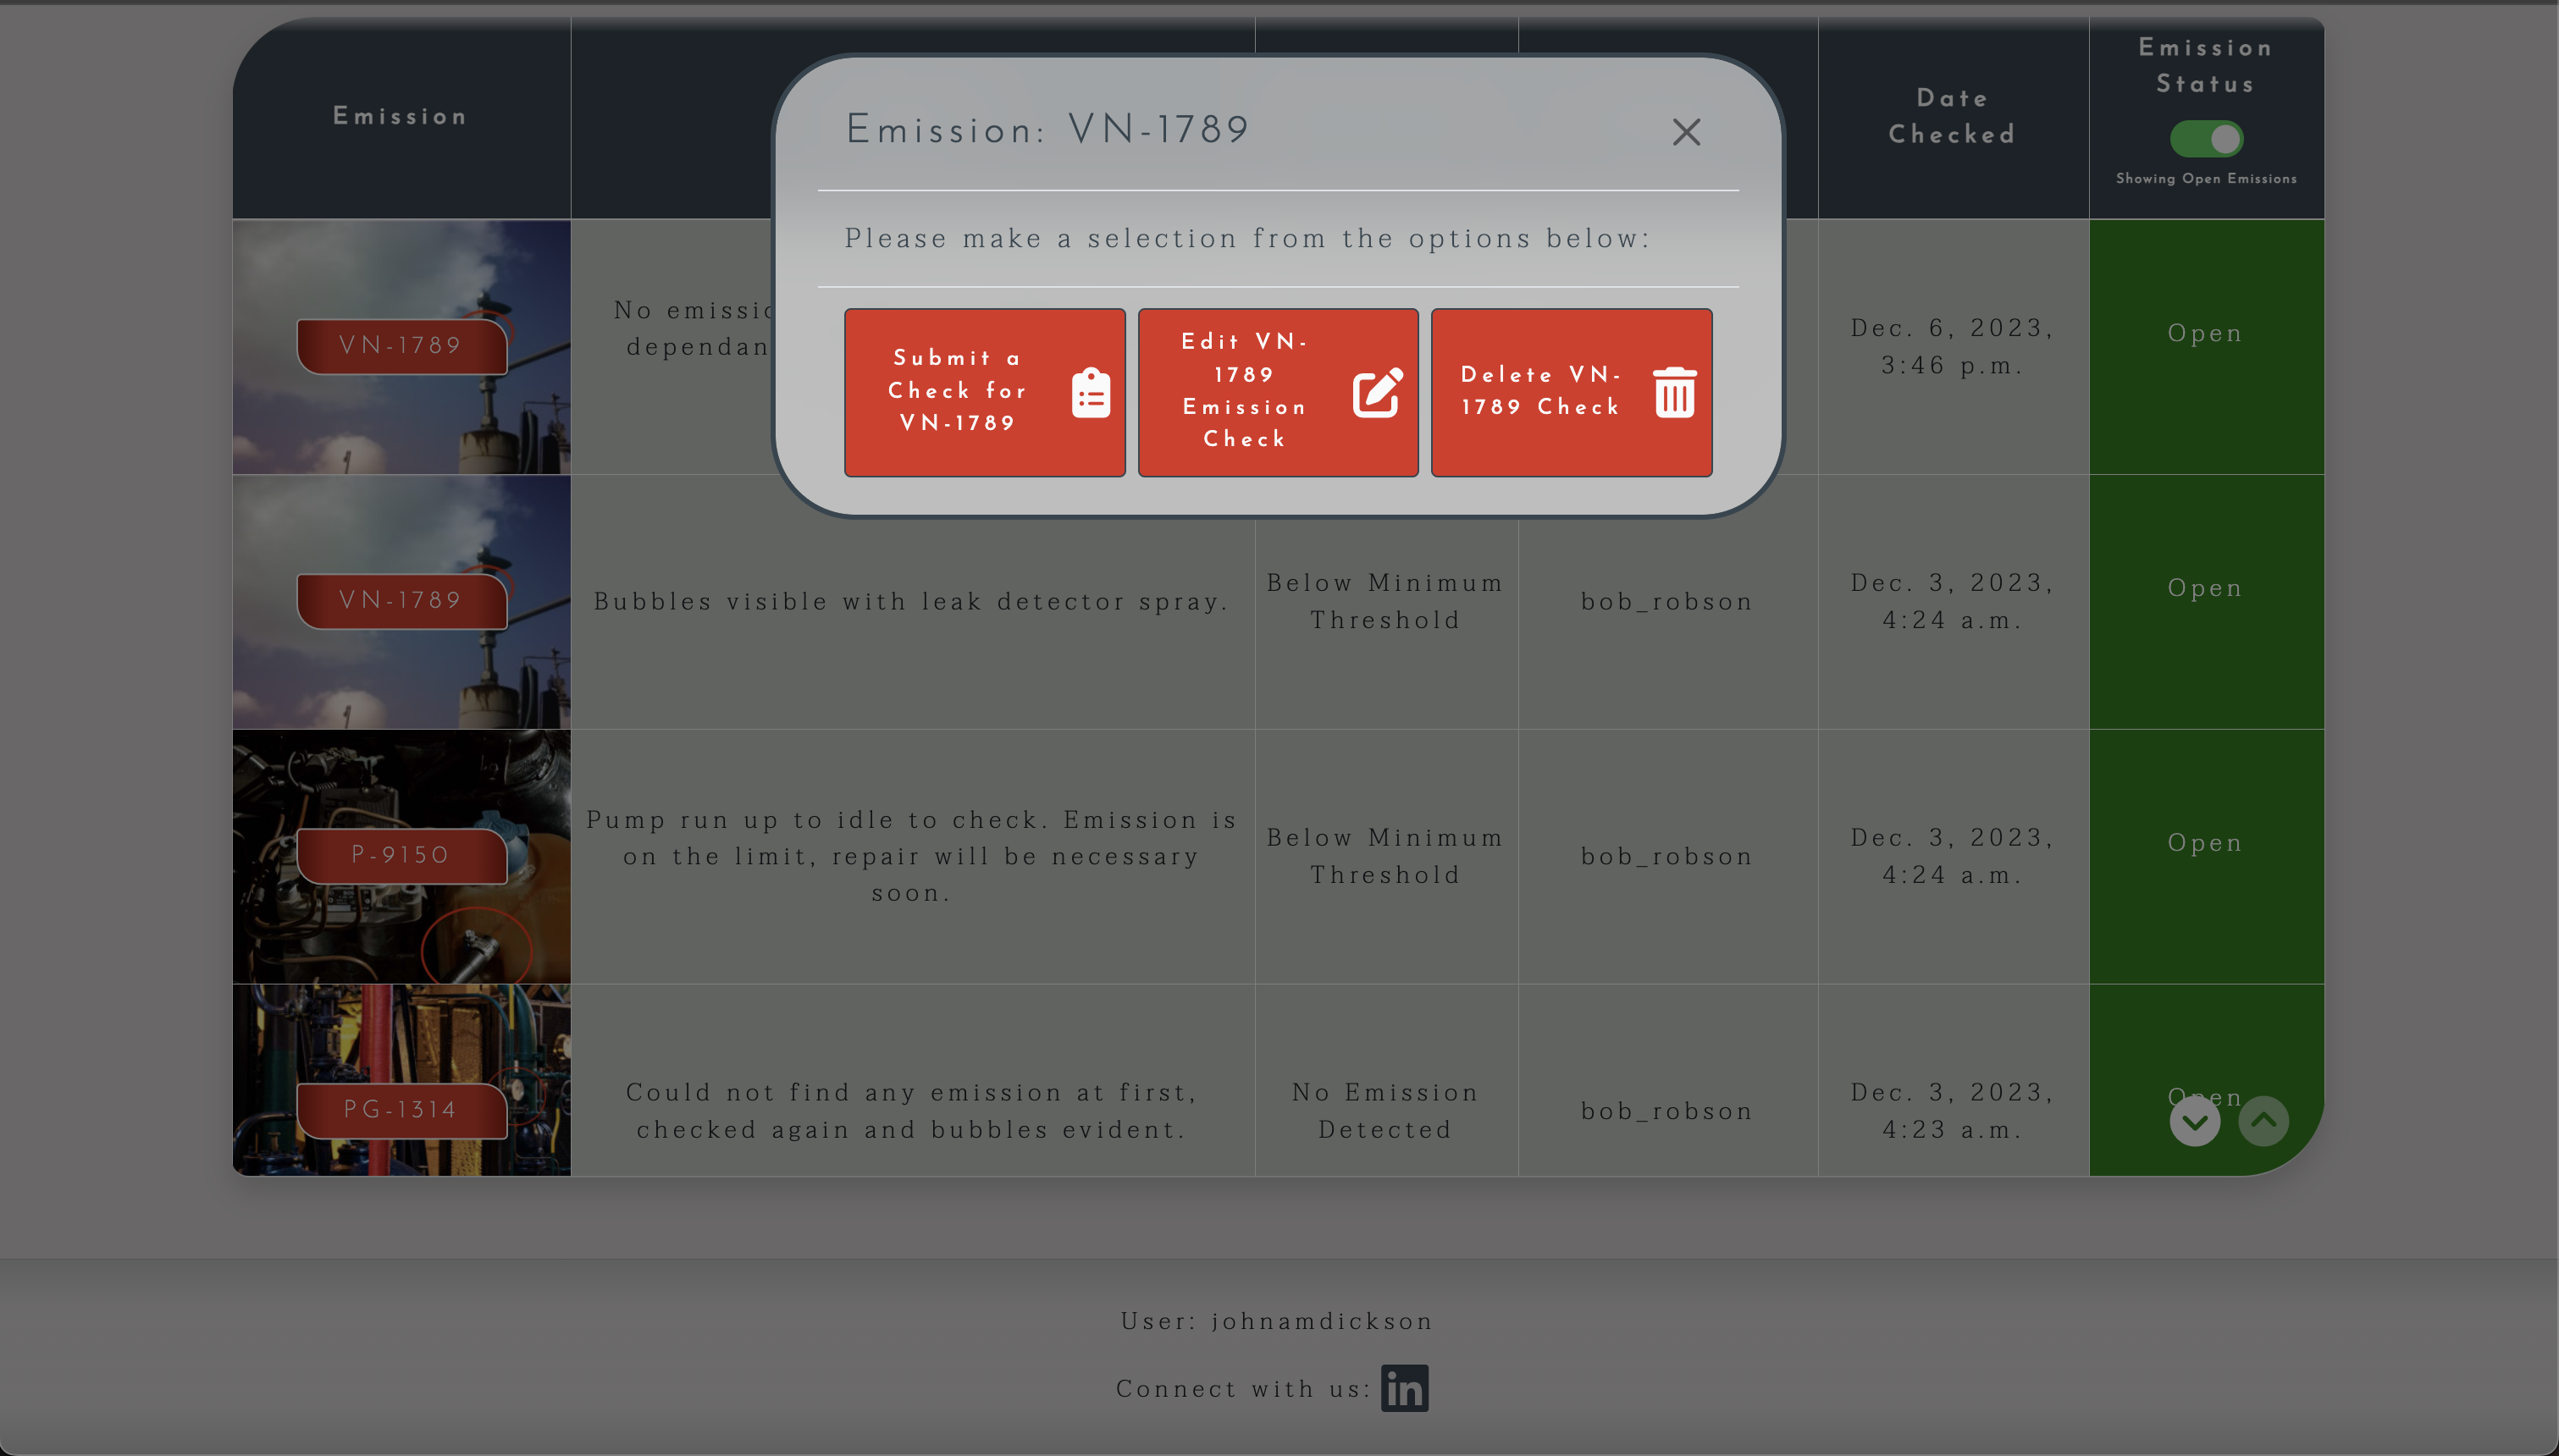 Emission
Date
Checked
Emission
Status
Showing Open Emissions
Emission: VN-1789
Please make a selection from the options below:
Submit a
Check for
VN-1789
Edit VN-
1789
Emission
Check
Delete VN-
1789 Check
VN-1789
No
dependan
Dec. 6, 2023,
3:46 p.m.
Open
VN-1789
Bubbles visible with leak detector spray.
Below Minimum
Threshold
bob_robson
Dec. 3, 2023,
4:24 a.m.
Open
P-9150
Pump run up to idle to check. Emission is
on the limit, repair will be necessary
soon.
Below Minimum
Threshold
bob_robson
Dec. 3, 2023,
4:24 a.m.
Open
PG-1314
Could not find any emission at first,
checked again and bubbles evident.
No Emission
Detected
bob_robson
Dec. 3, 2023,
4:23 a.m.
Open
User: johnamdickson
Connect with us:
in